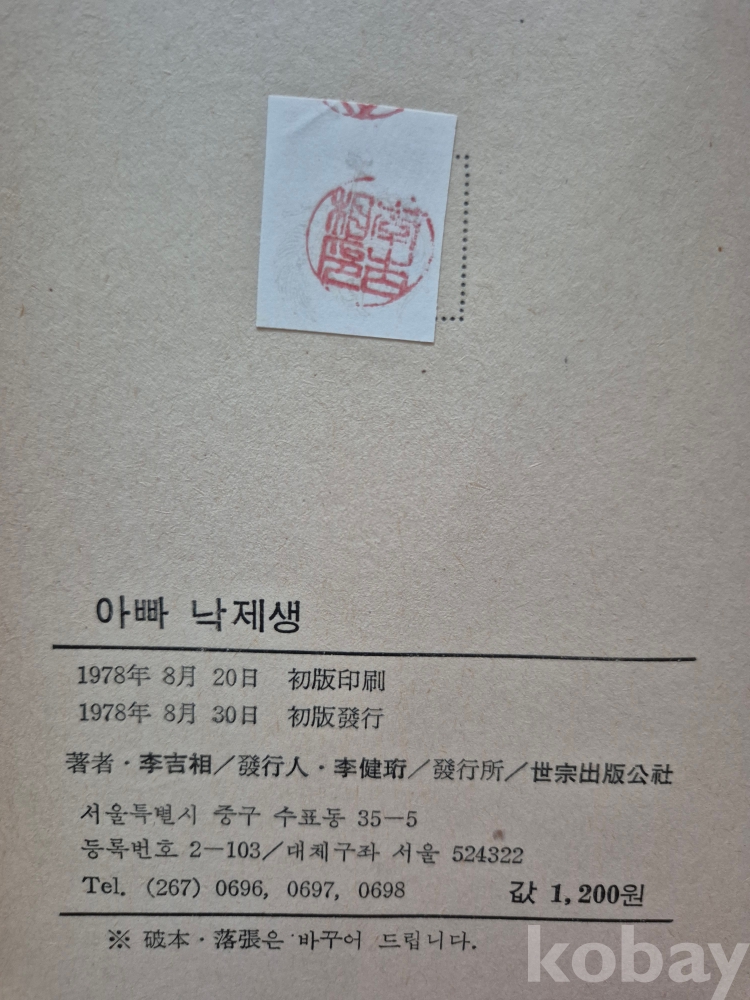 李吉相印
아빠 낙제생
1978年 8月 20日 初版印刷
1978年 8月 30日 初版發行
著者·李吉相/發行人·李健珩/發行所/世宗出版公社
서울특별시 중구 수표동 35-5
등록번호 2-103/대체구좌 서울 524322
Tel. (267) 0696, 0697, 0698 값 1,200원
※ 破本·落張은 바꾸어 드립니다.
kobay